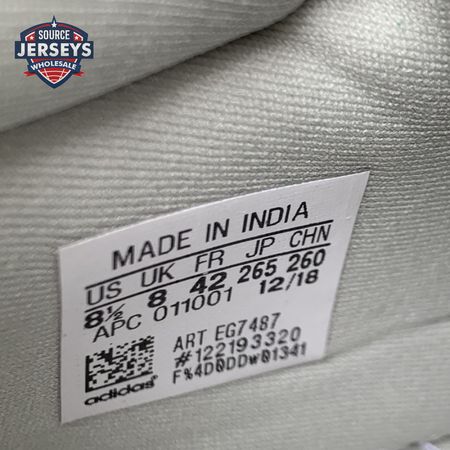 SOURCE
JERSEYS
WHOLESALE
MADE IN INDIA
US UK FR JP CHN
8½ 8 42 265 260
APC 011001 12/18
ART EG7487
#122193320
F%4D0DDW01341
adidas